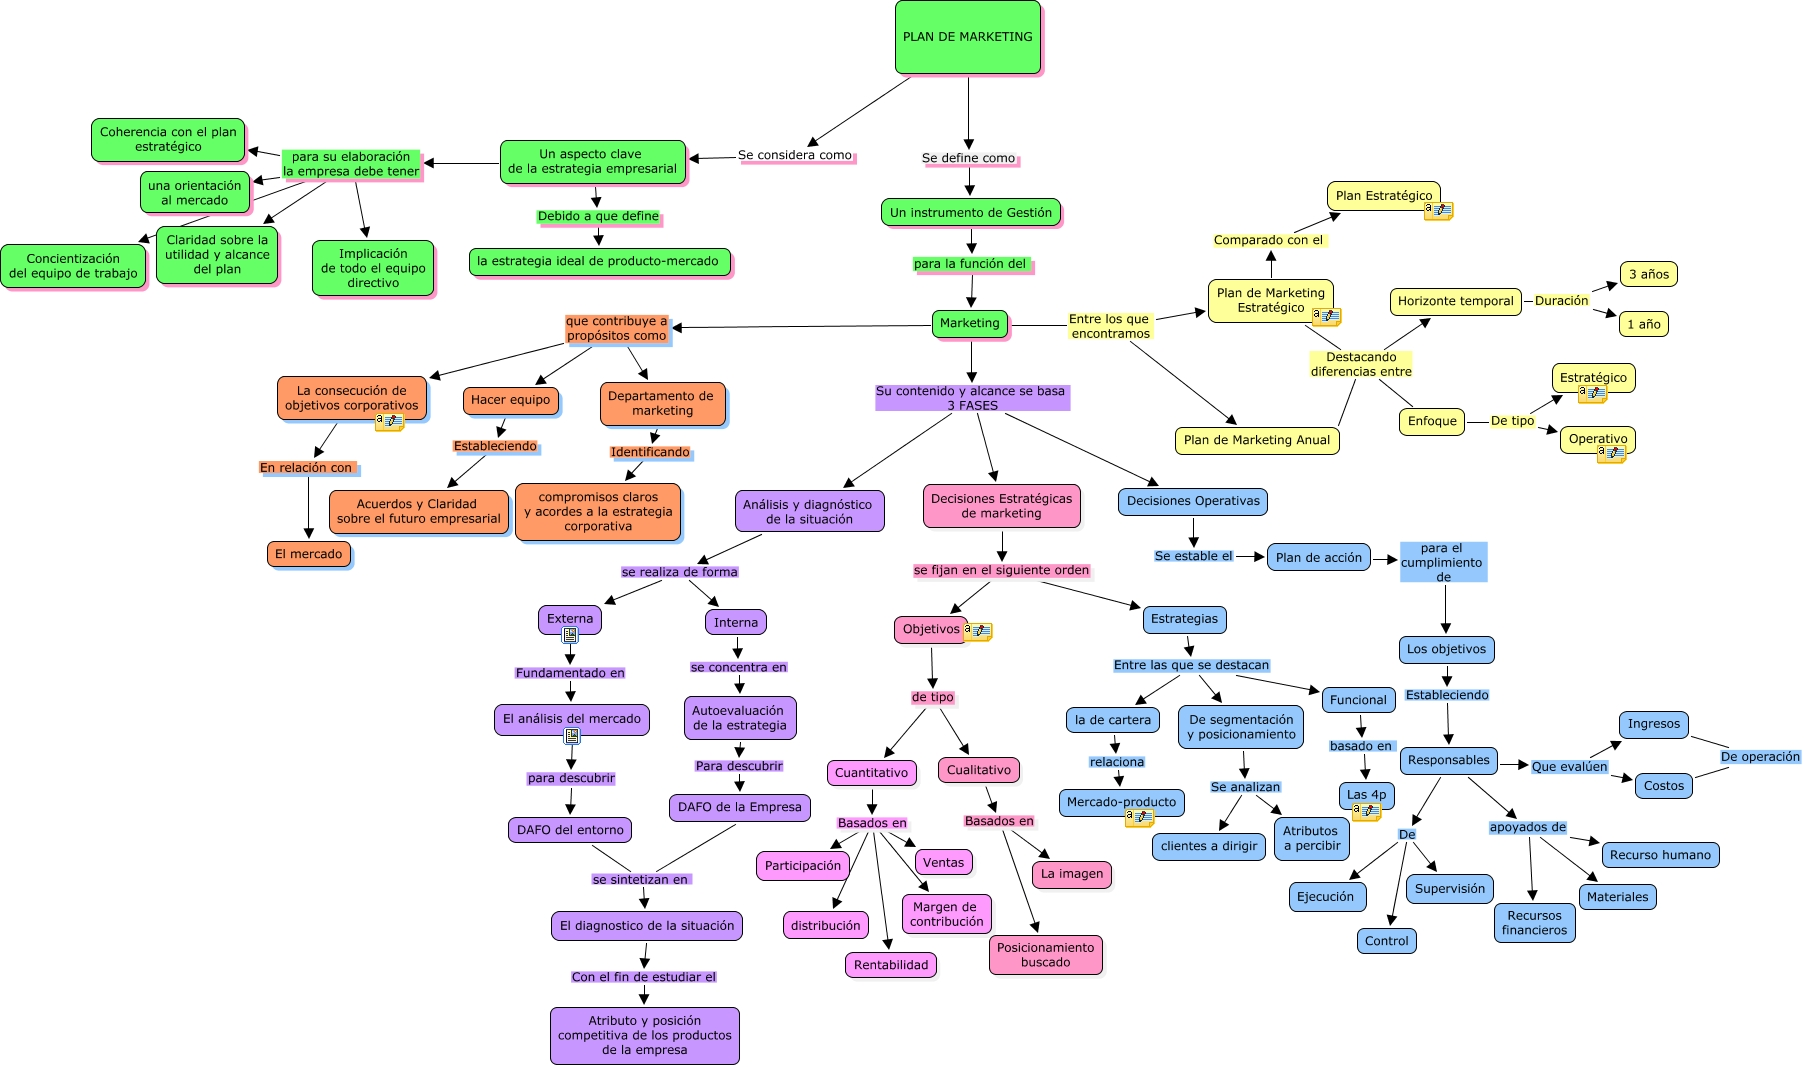 PLAN DE MARKETING
Se considera como
Se define como
Un aspecto clave
de la estrategia empresarial
para su elaboración
la empresa debe tener
Coherencia con el plan
estratégico
una orientación
al mercado
Concientización
del equipo de trabajo
Claridad sobre la
utilidad y alcance
del plan
Implicación
de todo el equipo
directivo
Debido a que define
la estrategia ideal de producto-mercado
Un instrumento de Gestión
para la función del
Marketing
que contribuye a
propósitos como
La consecución de
objetivos corporativos
Hacer equipo
Departamento de
marketing
En relación con
El mercado
Estableciendo
Acuerdos y Claridad
sobre el futuro empresarial
Identificando
compromisos claros
y acordes a la estrategia
corporativa
Entre los que
encontramos
Plan de Marketing
Estratégico
Comparado con el
Plan Estratégico
Plan de Marketing Anual
Destacando
diferencias entre
Horizonte temporal
Duración
3 años
1 año
Enfoque
De tipo
Estratégico
Operativo
Su contenido y alcance se basa
3 FASES
Análisis y diagnóstico
de la situación
Decisiones Estratégicas
de marketing
Decisiones Operativas
se realiza de forma
Externa
Interna
Fundamentado en
El análisis del mercado
para descubrir
DAFO del entorno
se concentra en
Autoevaluación
de la estrategia
Para descubrir
DAFO de la Empresa
se sintetizan en
El diagnostico de la situación
Con el fin de estudiar el
Atributo y posición
competitiva de los productos
de la empresa
se fijan en el siguiente orden
Objetivos
de tipo
Cuantitativo
Cualitativo
Basados en
Participación
distribución
Rentabilidad
Margen de
contribución
Ventas
Basados en
La imagen
Posicionamiento
buscado
Estrategias
Entre las que se destacan
la de cartera
relaciona
Mercado-producto
De segmentación
y posicionamiento
Se analizan
clientes a dirigir
Atributos
a percibir
Funcional
basado en
Las 4p
Se estable el
Plan de acción
para el
cumplimiento
de
Los objetivos
Estableciendo
Responsables
Que evalúen
Ingresos
Costos
De operación
De
Ejecución
Control
Supervisión
apoyados de
Recurso humano
Materiales
Recursos
financieros